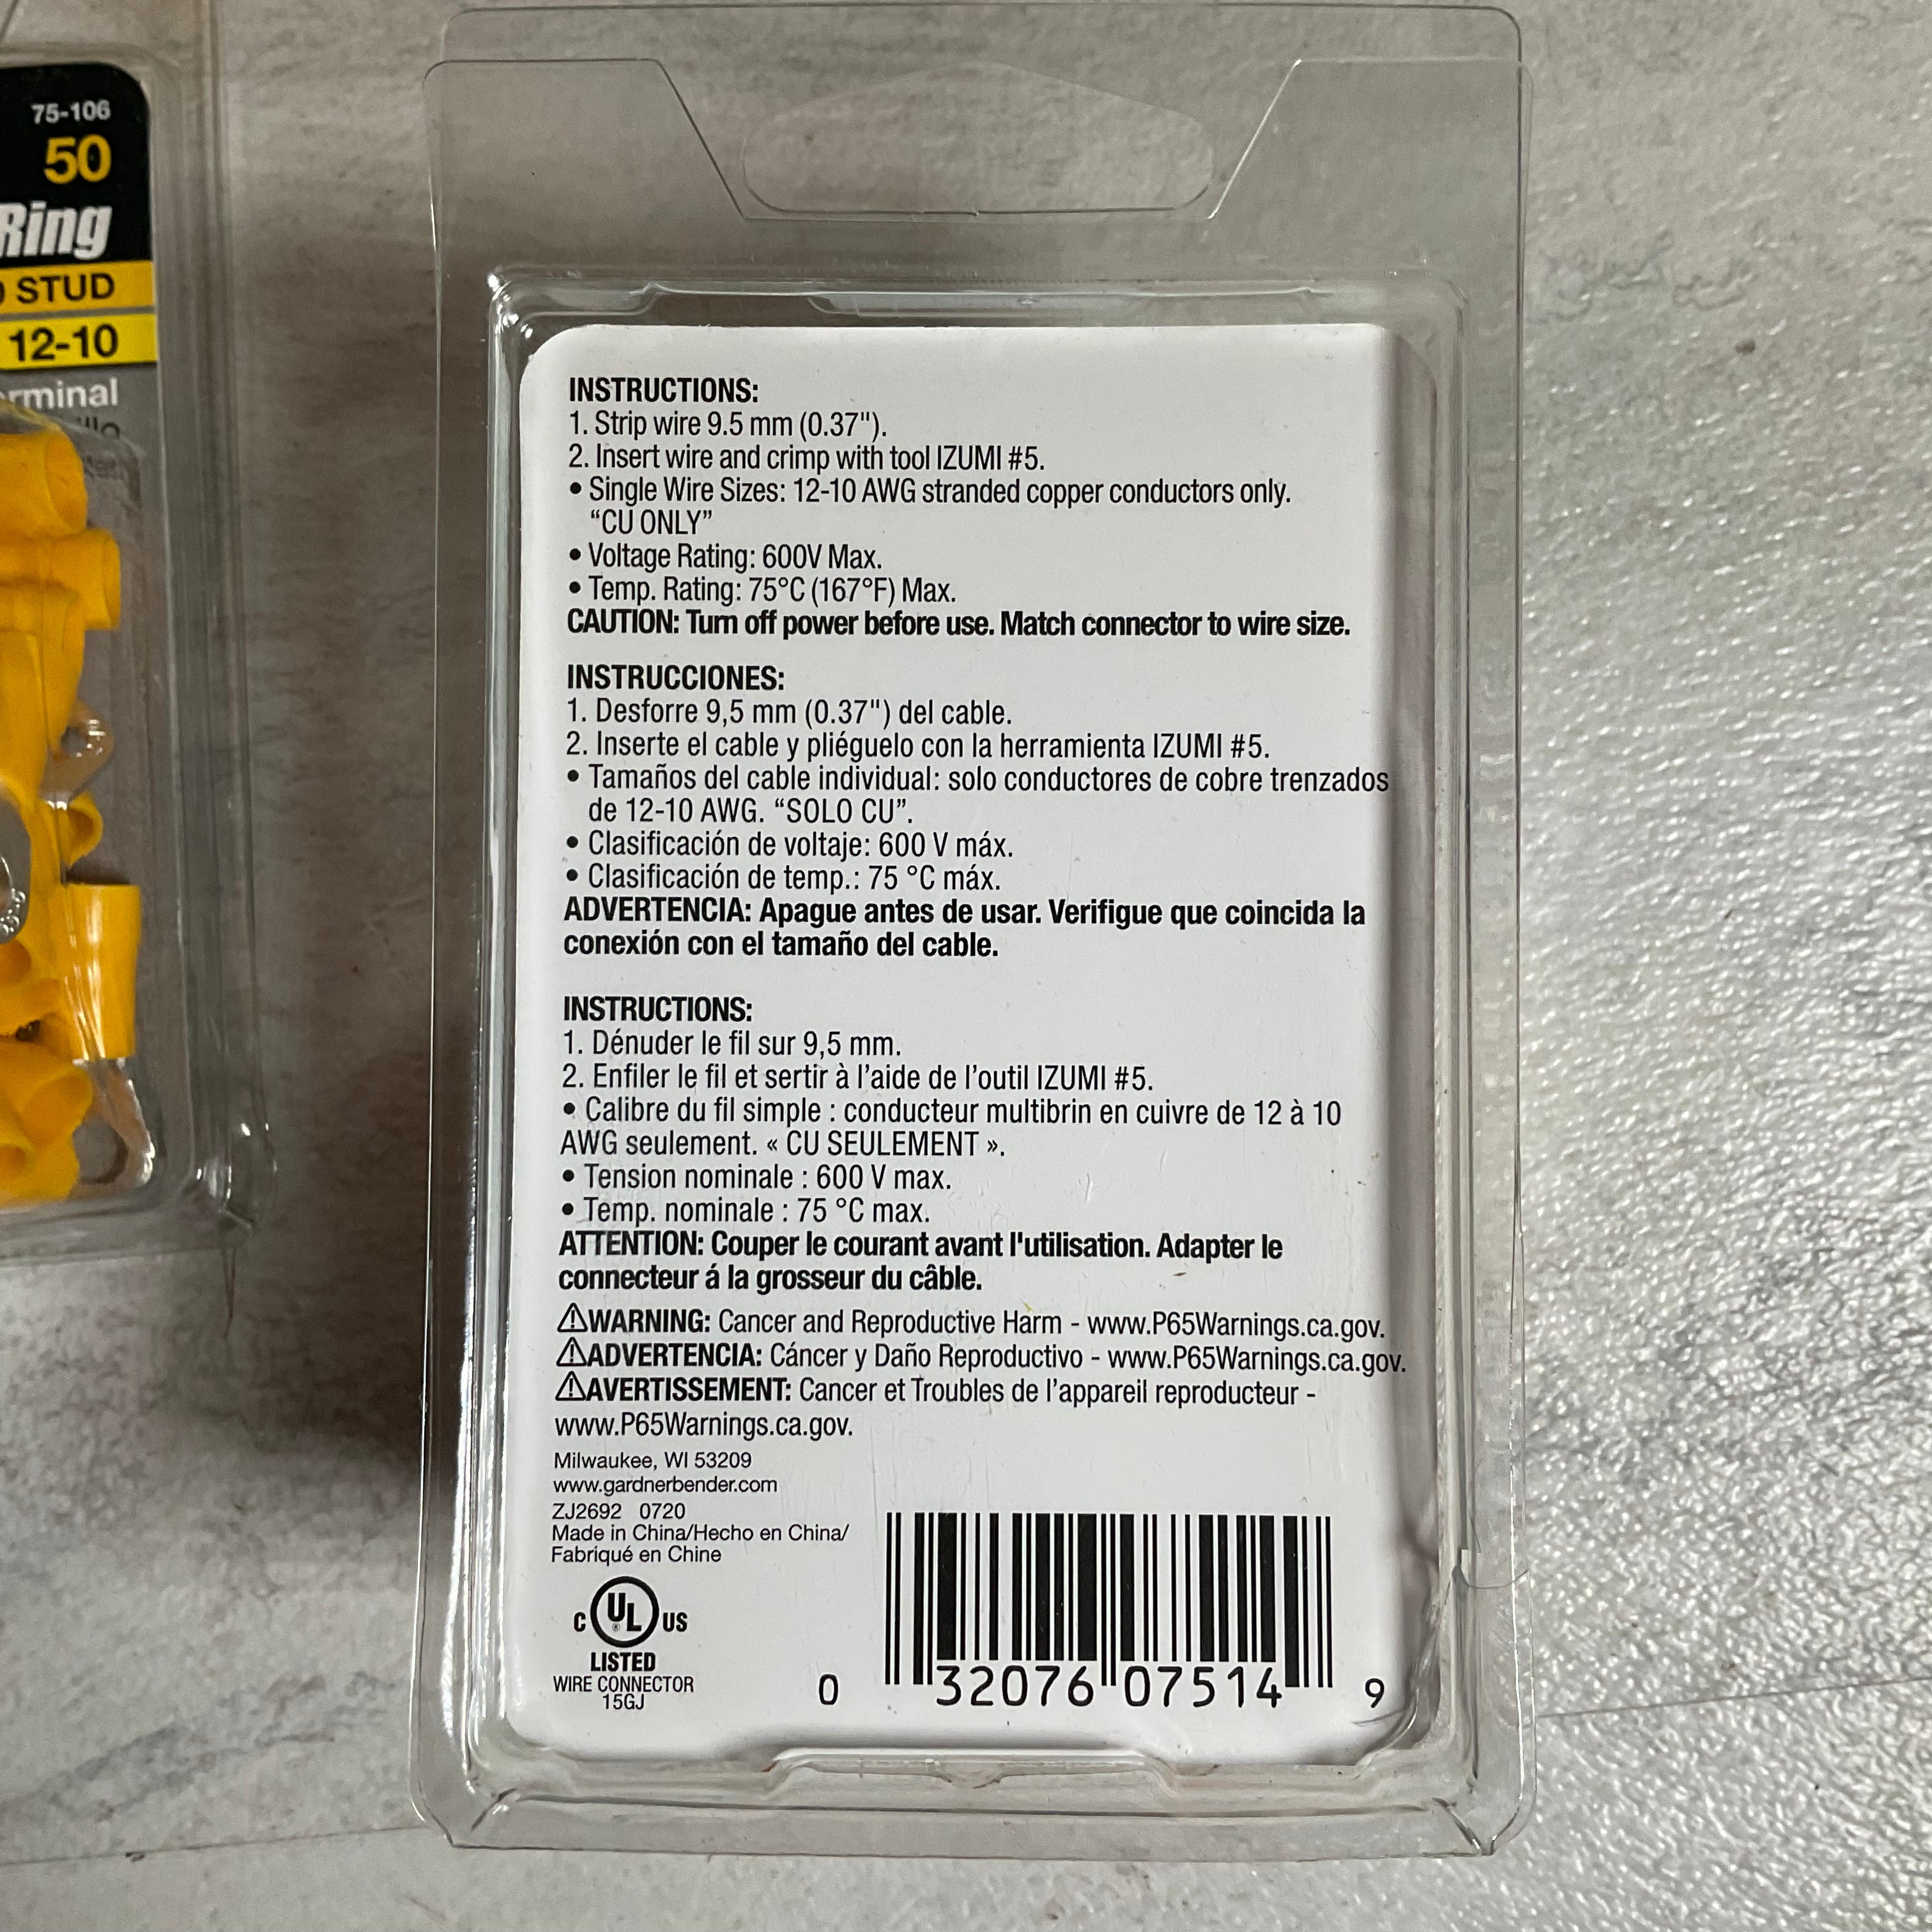 75-106
50
Ring
STUD
12-10
INSTRUCTIONS:
1. Strip wire 9.5 mm (0.37").
2. Insert wire and crimp with tool IZUMI #5.
• Single Wire Sizes: 12-10 AWG stranded copper conductors only.
“CU ONLY”
• Voltage Rating: 600V Max.
• Temp. Rating: 75°C (167°F) Max.
CAUTION: Turn off power before use. Match connector to wire size.
INSTRUCCIONES:
1. Desforre 9,5 mm (0.37") del cable.
2. Inserte el cable y pliéguelo con la herramienta IZUMI #5.
• Tamaños del cable individual: solo conductores de cobre trenzados
de 12-10 AWG. “SOLO CU”.
• Clasificación de voltaje: 600 V máx.
• Clasificación de temp.: 75 °C máx.
ADVERTENCIA: Apague antes de usar. Verifigue que coincida la
conexión con el tamaño del cable.
INSTRUCTIONS:
1. Dénuder le fil sur 9,5 mm.
2. Enfiler le fil et sertir à l’aide de l’outil IZUMI #5.
• Calibre du fil simple : conducteur multibrin en cuivre de 12 à 10
AWG seulement. « CU SEULEMENT ».
• Tension nominale : 600 V max.
• Temp. nominale : 75 °C max.
ATTENTION: Couper le courant avant l'utilisation. Adapter le
connecteur á la grosseur du câble.
⚠WARNING: Cancer and Reproductive Harm - www.P65Warnings.ca.gov.
⚠ADVERTENCIA: Cáncer y Daño Reproductivo - www.P65Warnings.ca.gov.
⚠AVERTISSEMENT: Cancer et Troubles de l’appareil reproducteur -
www.P65Warnings.ca.gov.
Milwaukee, WI 53209
www.gardnerbender.com
ZJ2692 0720
Made in China/Hecho en China/
Fabriqué en Chine
C UL ® US
LISTED
WIRE CONNECTOR
15GJ
0 32076 07514 9